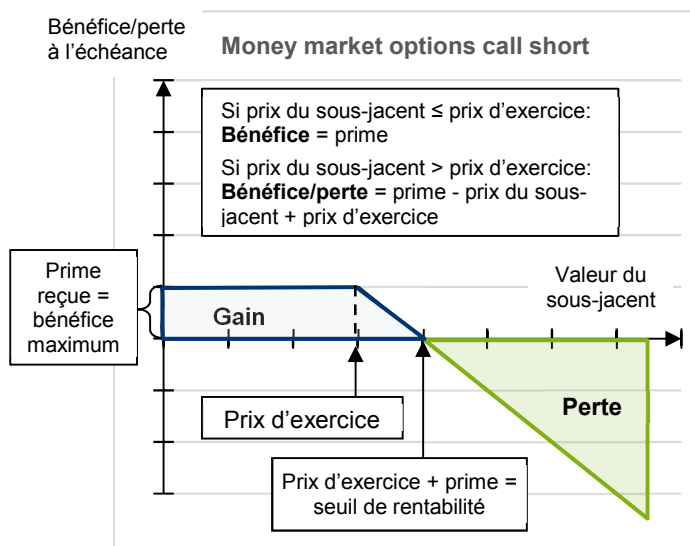 Bénéfice/perte
à l'échéance
Money market options call short
Si prix du sous-jacent ≤ prix d'exercice:
Bénéfice = prime
Si prix du sous-jacent > prix d'exercice:
Bénéfice/perte = prime - prix du sous-
jacent + prix d'exercice
Prime
reçue =
bénéfice
maximum
Valeur du
sous-jacent
Gain
Prix d'exercice
Perte
Prix d'exercice + prime =
seuil de rentabilité